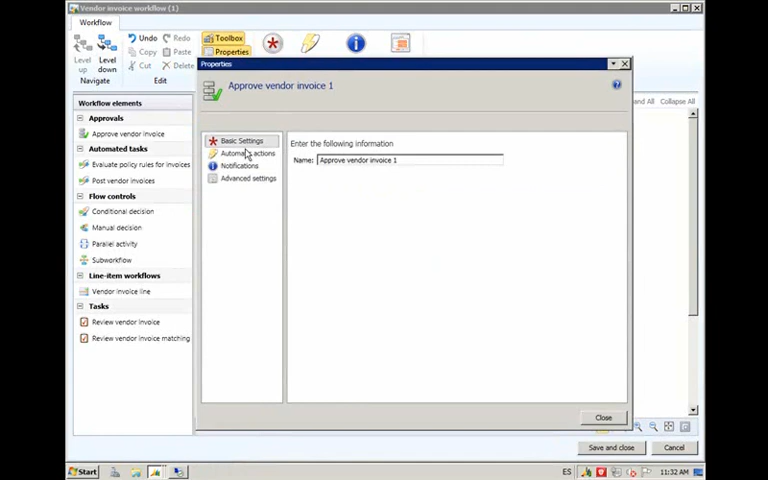 Vendor invoice workflow (1)
Workflow
Undo
Redo
Copy
Paste
Cut
Delete
Level up
Level down
Navigate
Edit
Toolbox
Properties
Properties
Approve vendor invoice 1
Collapse All
Workflow elements
Approvals
Approve vendor invoice
Automated tasks
Evaluate policy rules for invoices
Post vendor invoices
Flow controls
Conditional decision
Manual decision
Parallel activity
Subworkflow
Line-item workflows
Vendor invoice line
Tasks
Review vendor invoice
Review vendor invoice matching
Basic Settings
actions
Notifications
Advanced settings
Enter the following information
Name: Approve vendor invoice 1
Close
Save and close
Cancel
Start
ES
11:32 AM